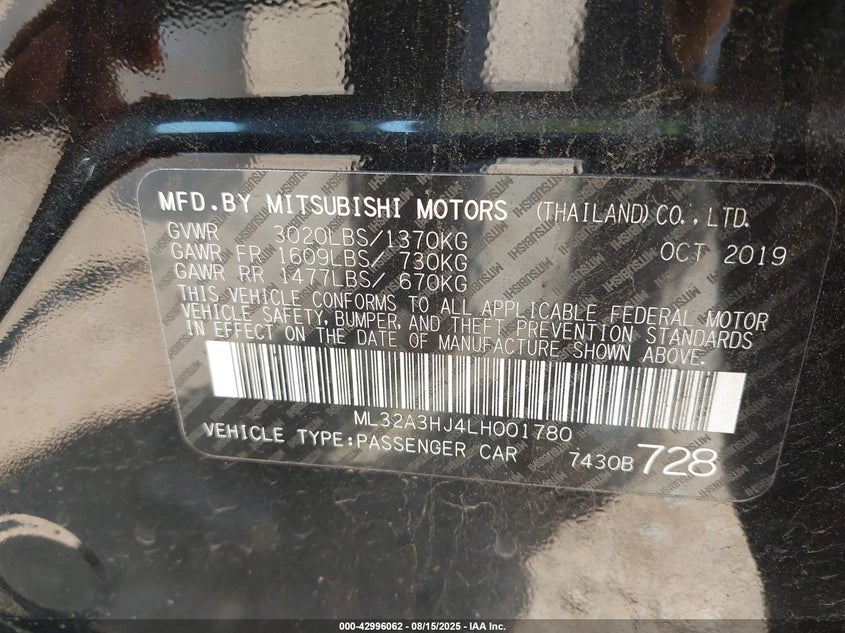 MFD.BY MITSUBISHI MOTORS (THAILAND)CO.,LTD.
GVWR 3020LBS/1370KG OCT 2019
GAWR FR 1609LBS/ 730KG
GAWR RR 1477LBS/ 670KG
THIS VEHICLE CONFORMS TO ALL APPLICABLE FEDERAL MOTOR
VEHICLE SAFETY, BUMPER, AND THEFT PREVENTION STANDARDS
IN EFFECT ON THE DATE OF MANUFACTURE SHOWN ABOVE.
ML32A3HJ4LH001780
VEHICLE TYPE:PASSENGER CAR 7430B 728
000-42996062 - 08/15/2025 - IAA Inc.